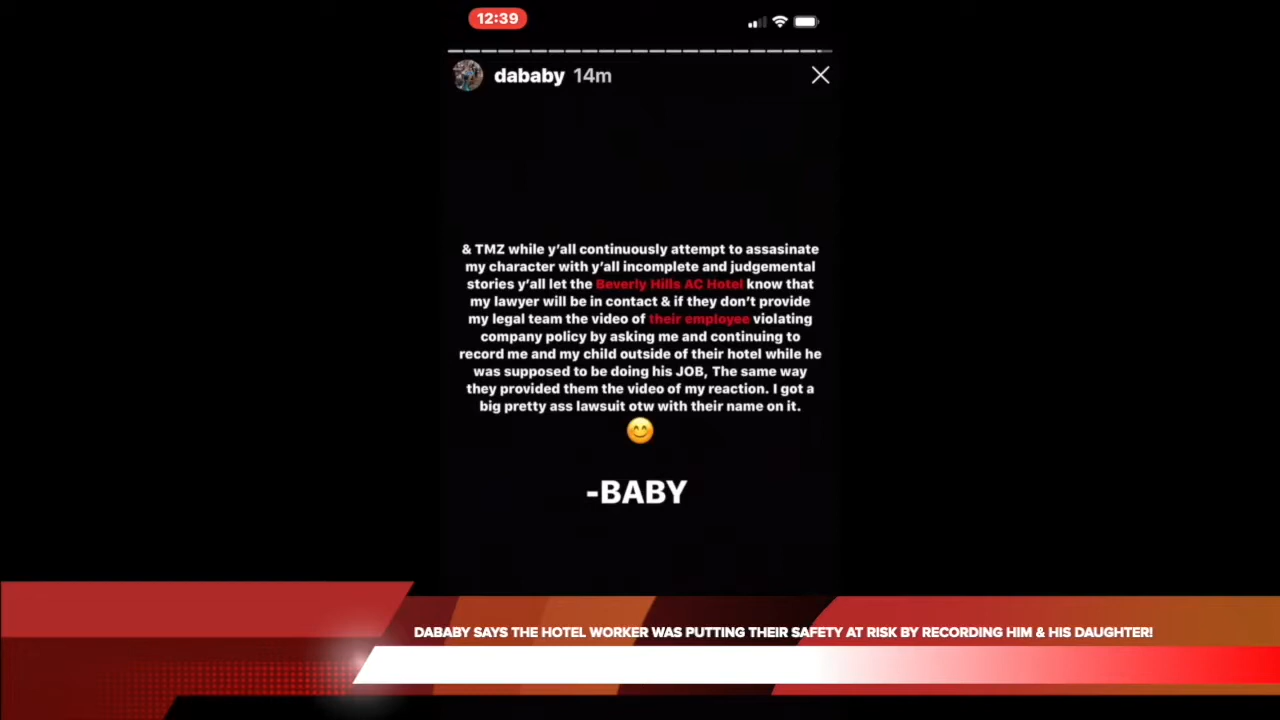 12:39
dababy 14m
& TMZ while y'all continuously attempt to assasinate
my character with y'all incomplete and judgemental
stories y'all let the Beverly Hills AC Hotel know that
my lawyer will be in contact & if they don't provide
my legal team the video of their employee violating
company policy by asking me and continuing to
record me and my child outside of their hotel while he
was supposed to be doing his JOB, The same way
they provided them the video of my reaction. I got a
big pretty ass lawsuit otw with their name on it.
😊
-BABY
DABABY SAYS THE HOTEL WORKER WAS PUTTING THEIR SAFETY AT RISK BY RECORDING HIM & HIS DAUGHTER!